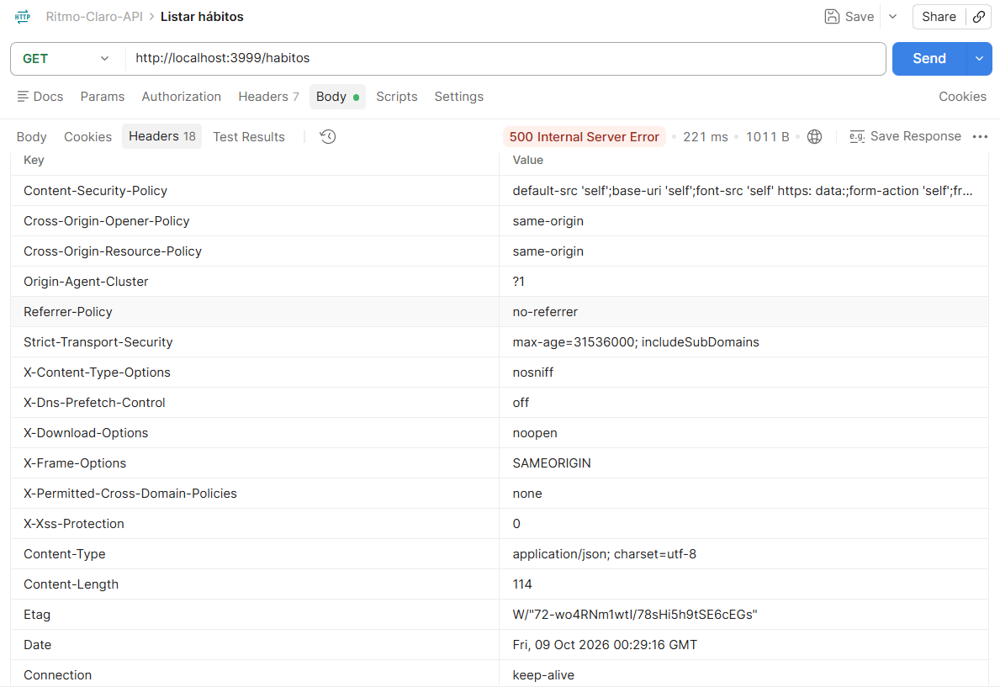 HTTP Ritmo-Claro-API > Listar hábitos Save Share
GET http://localhost:3999/habitos Send
Docs Params Authorization Headers 7 Body Scripts Settings Cookies
Body Cookies Headers 18 Test Results 500 Internal Server Error • 221 ms • 1011 B • e.g. Save Response
Key Value
Content-Security-Policy default-src 'self';base-uri 'self';font-src 'self' https: data:;form-action 'self';fr...
Cross-Origin-Opener-Policy same-origin
Cross-Origin-Resource-Policy same-origin
Origin-Agent-Cluster ?1
Referrer-Policy no-referrer
Strict-Transport-Security max-age=31536000; includeSubDomains
X-Content-Type-Options nosniff
X-Dns-Prefetch-Control off
X-Download-Options noopen
X-Frame-Options SAMEORIGIN
X-Permitted-Cross-Domain-Policies none
X-Xss-Protection 0
Content-Type application/json; charset=utf-8
Content-Length 114
Etag W/"72-wo4RNm1wtI/78sHi5h9tSE6cEGs"
Date Fri, 09 Oct 2026 00:29:16 GMT
Connection keep-alive